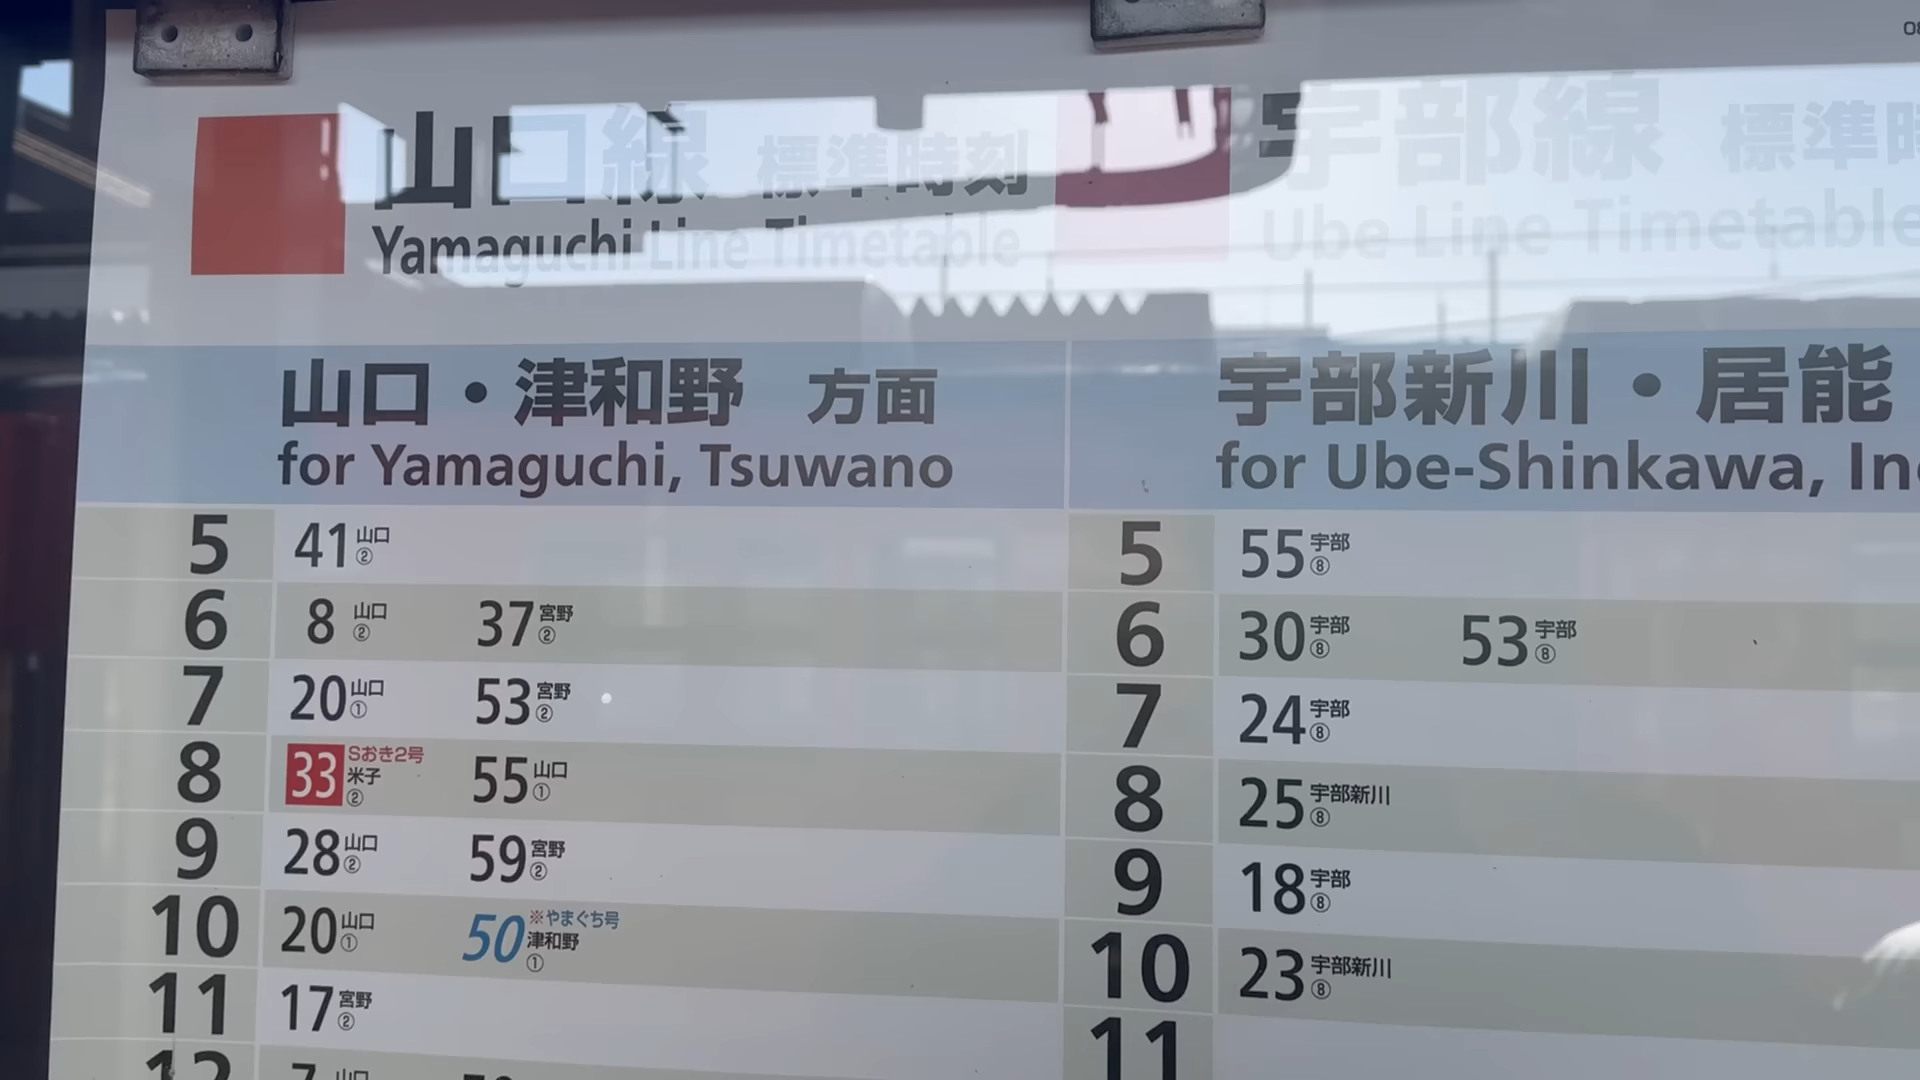 山口線 標準時刻
Yamaguchi Line Timetable
宇部線 標準時
Ube Line Timetable
山口・津和野 方面
for Yamaguchi, Tsuwano
5 41 山口 ②
6 8 山口 ② 37 宮野 ②
7 20 山口 ① 53 宮野 ②
8 33 Sおき2号 米子 ② 55 山口 ①
9 28 山口 ② 59 宮野 ②
10 20 山口 ① 50 ※やまぐち号 津和野 ①
11 17 宮野 ②
12 7 山口
宇部新川・居能
for Ube-Shinkawa, In
5 55 宇部 ⑧
6 30 宇部 ⑧ 53 宇部 ⑧
7 24 宇部 ⑧
8 25 宇部新川 ⑧
9 18 宇部 ⑧
10 23 宇部新川 ⑧
11